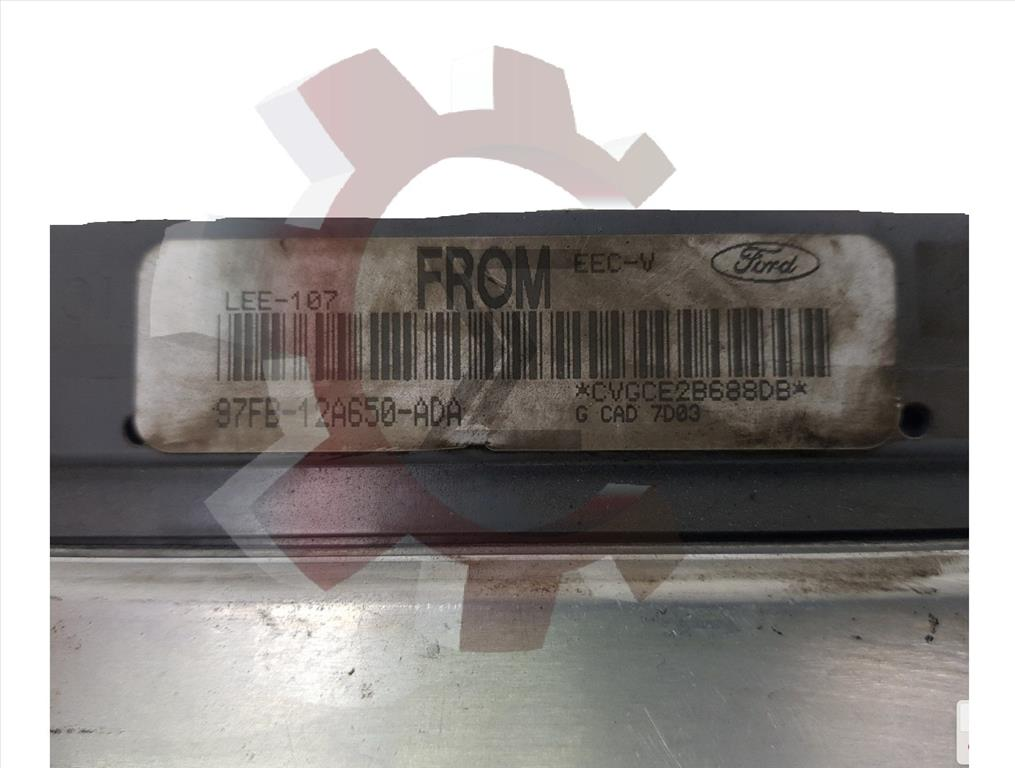 FROM EEC-V Ford
LEE-107
*CVGCE2B688DB*
97FB-12A650-ADA G CAD 7D03